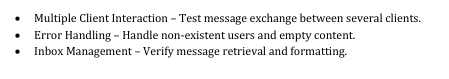 • Multiple Client Interaction – Test message exchange between several clients.
• Error Handling – Handle non-existent users and empty content.
• Inbox Management – Verify message retrieval and formatting.